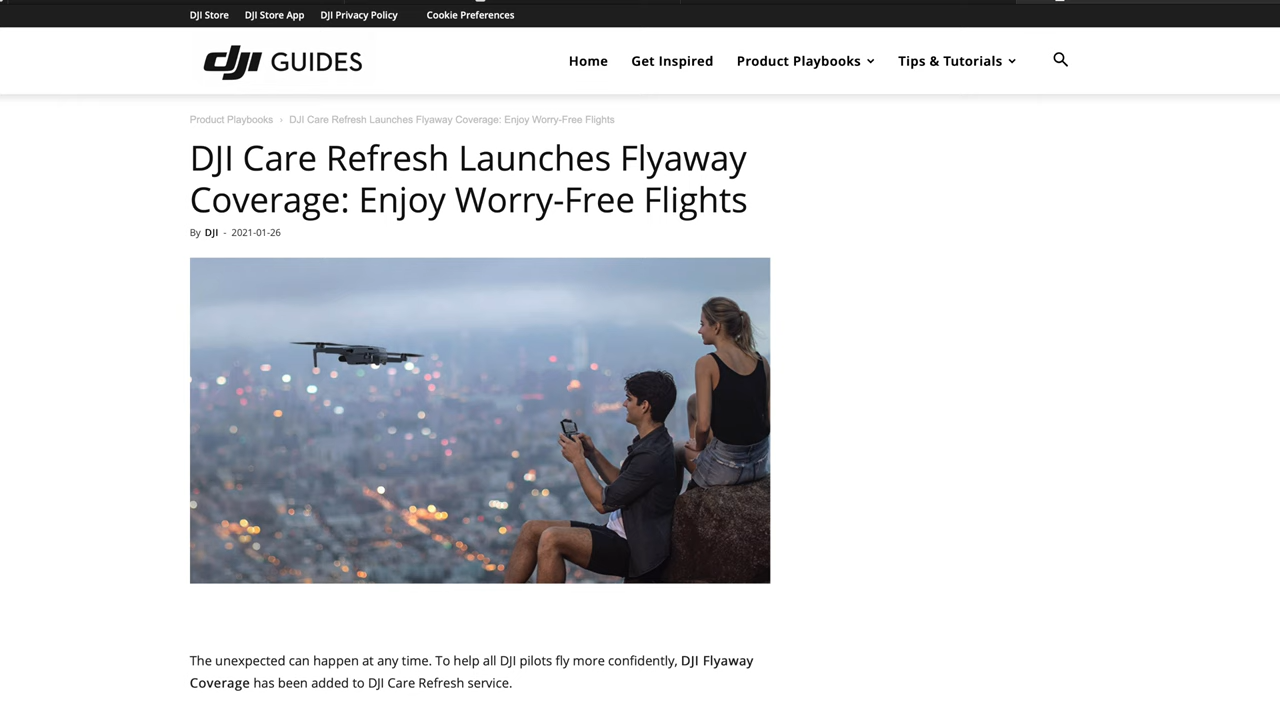 DJI Store DJI Store App DJI Privacy Policy Cookie Preferences
dji GUIDES
Home Get Inspired Product Playbooks Tips & Tutorials
Product Playbooks › DJI Care Refresh Launches Flyaway Coverage: Enjoy Worry-Free Flights
DJI Care Refresh Launches Flyaway
Coverage: Enjoy Worry-Free Flights
By DJI - 2021-01-26
The unexpected can happen at any time. To help all DJI pilots fly more confidently, DJI Flyaway
Coverage has been added to DJI Care Refresh service.